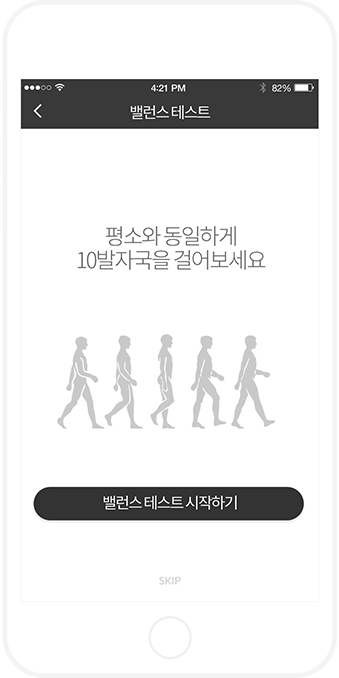 4:21 PM
82%
밸런스 테스트
평소와 동일하게
10발자국을 걸어보세요
밸런스 테스트 시작하기
SKIP